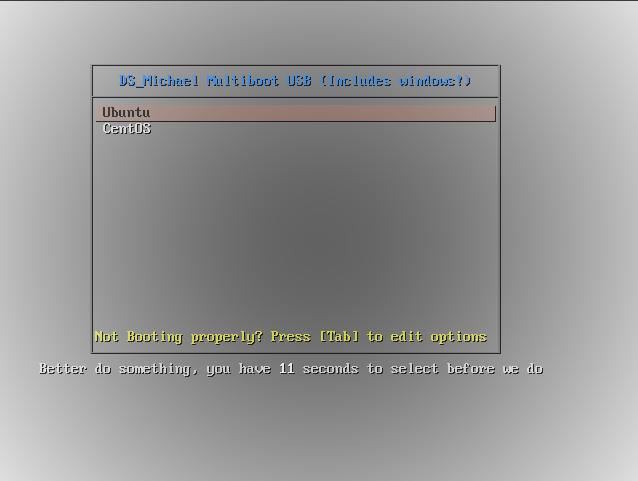 DS_Michael Multiboot USB (Includes windows!)
Ubuntu
CentOS
Not Booting properly? Press [Tab] to edit options
Better do something, you have 11 seconds to select before we do